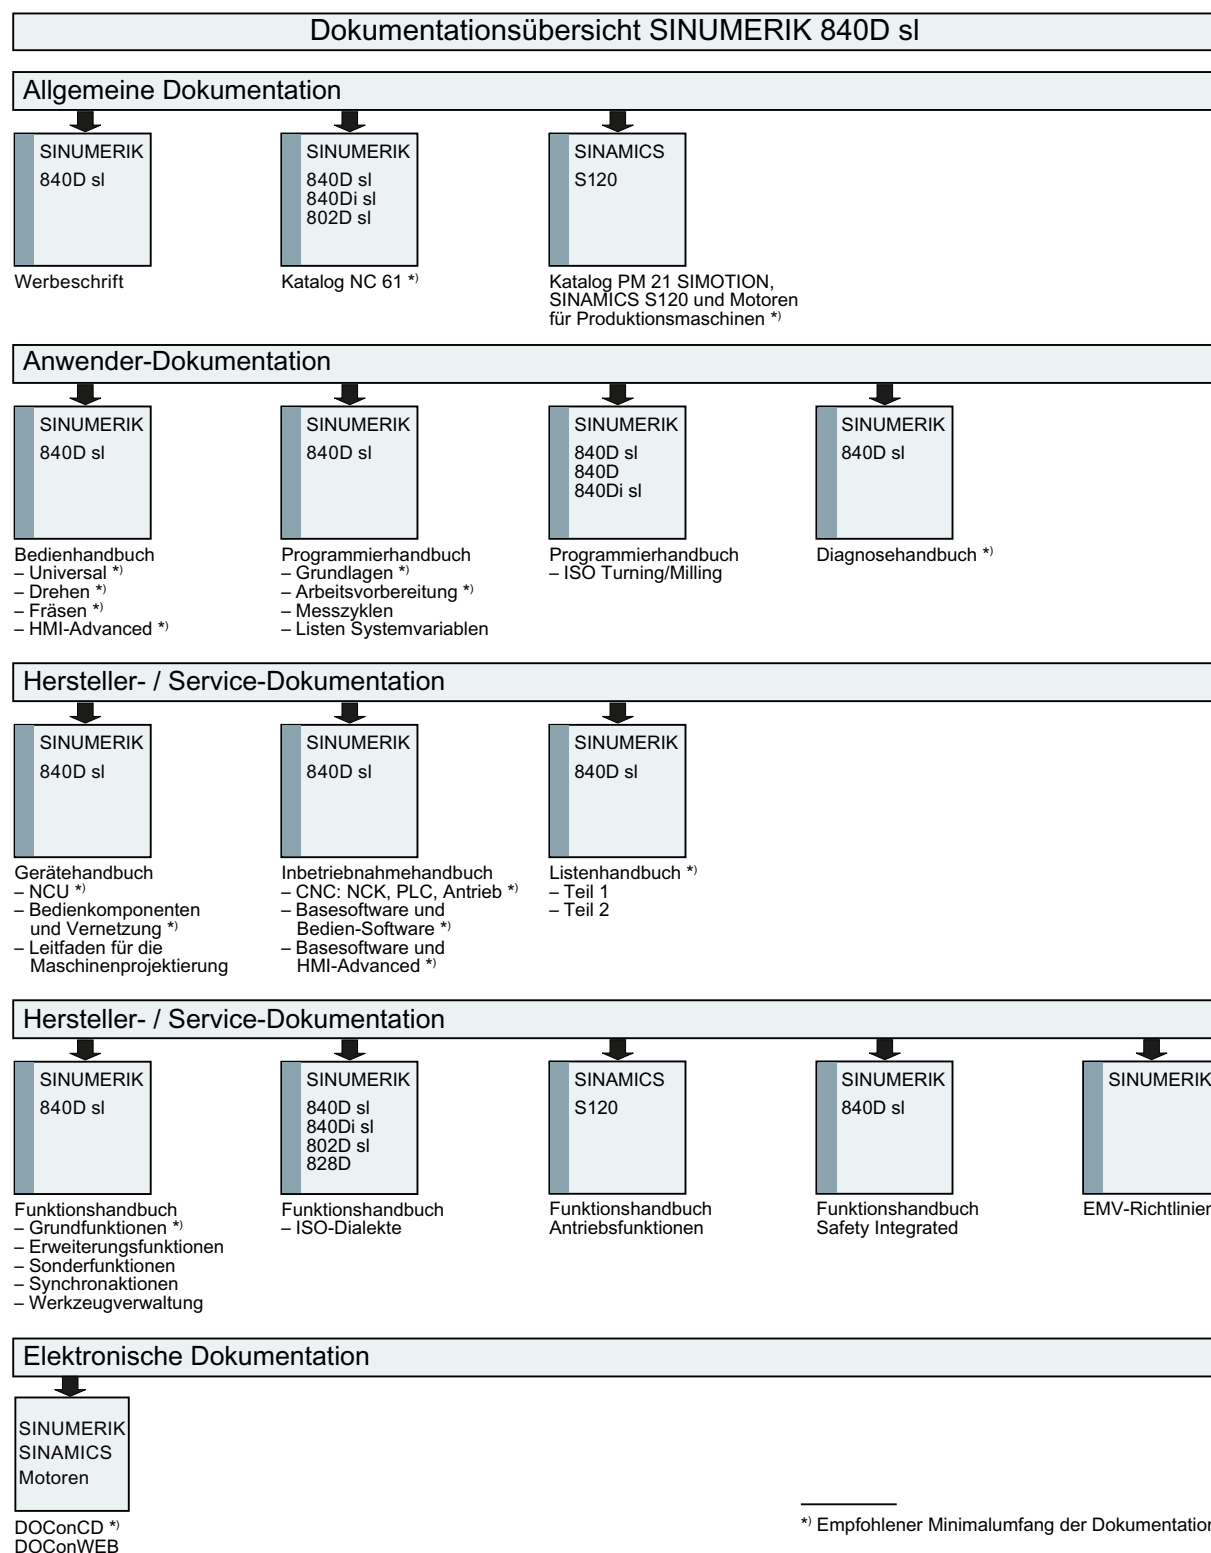 Dokumentationsübersicht SINUMERIK 840D sl
Allgemeine Dokumentation
SINUMERIK
840D sl
Werbeschrift
SINUMERIK
840D sl
840Di sl
802D sl
Katalog NC 61 *)
SINAMICS
S120
Katalog PM 21 SIMOTION,
SINAMICS S120 und Motoren
für Produktionsmaschinen *)
Anwender-Dokumentation
SINUMERIK
840D sl
Bedienhandbuch
– Universal *)
– Drehen *)
– Fräsen *)
– HMI-Advanced *)
SINUMERIK
840D sl
Programmierhandbuch
– Grundlagen *)
– Arbeitsvorbereitung *)
– Messzyklen
– Listen Systemvariablen
SINUMERIK
840D sl
840D
840Di sl
Programmierhandbuch
– ISO Turning/Milling
SINUMERIK
840D sl
Diagnosehandbuch *)
Hersteller- / Service-Dokumentation
SINUMERIK
840D sl
Gerätehandbuch
– NCU *)
– Bedienkomponenten
und Vernetzung *)
– Leitfaden für die
Maschinenprojektierung
SINUMERIK
840D sl
Inbetriebnahmehandbuch
– CNC: NCK, PLC, Antrieb *)
– Basesoftware und
Bedien-Software *)
– Basesoftware und
HMI-Advanced *)
SINUMERIK
840D sl
Listenhandbuch *)
– Teil 1
– Teil 2
Hersteller- / Service-Dokumentation
SINUMERIK
840D sl
Funktionshandbuch
– Grundfunktionen *)
– Erweiterungsfunktionen
– Sonderfunktionen
– Synchronaktionen
– Werkzeugverwaltung
SINUMERIK
840D sl
840Di sl
802D sl
828D
Funktionshandbuch
– ISO-Dialekte
SINAMICS
S120
Funktionshandbuch
Antriebsfunktionen
SINUMERIK
840D sl
Funktionshandbuch
Safety Integrated
SINUMERIK
EMV-Richtlinien
Elektronische Dokumentation
SINUMERIK
SINAMICS
Motoren
DOConCD *)
DOConWEB
*) Empfohlener Minimalumfang der Dokumentation